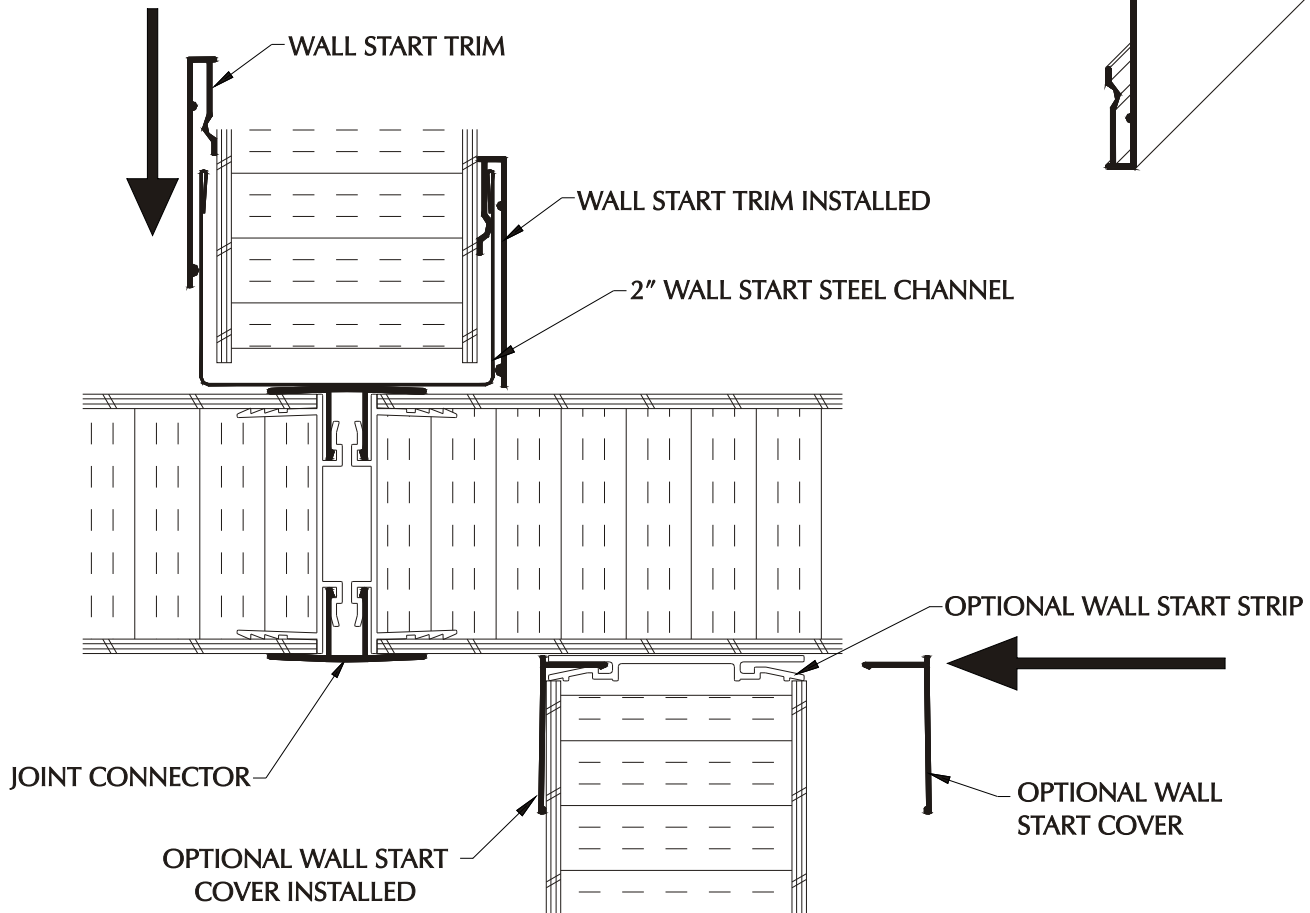 WALL START TRIM
WALL START TRIM INSTALLED
2" WALL START STEEL CHANNEL
OPTIONAL WALL START STRIP
JOINT CONNECTOR
OPTIONAL WALL
START COVER
OPTIONAL WALL START
COVER INSTALLED